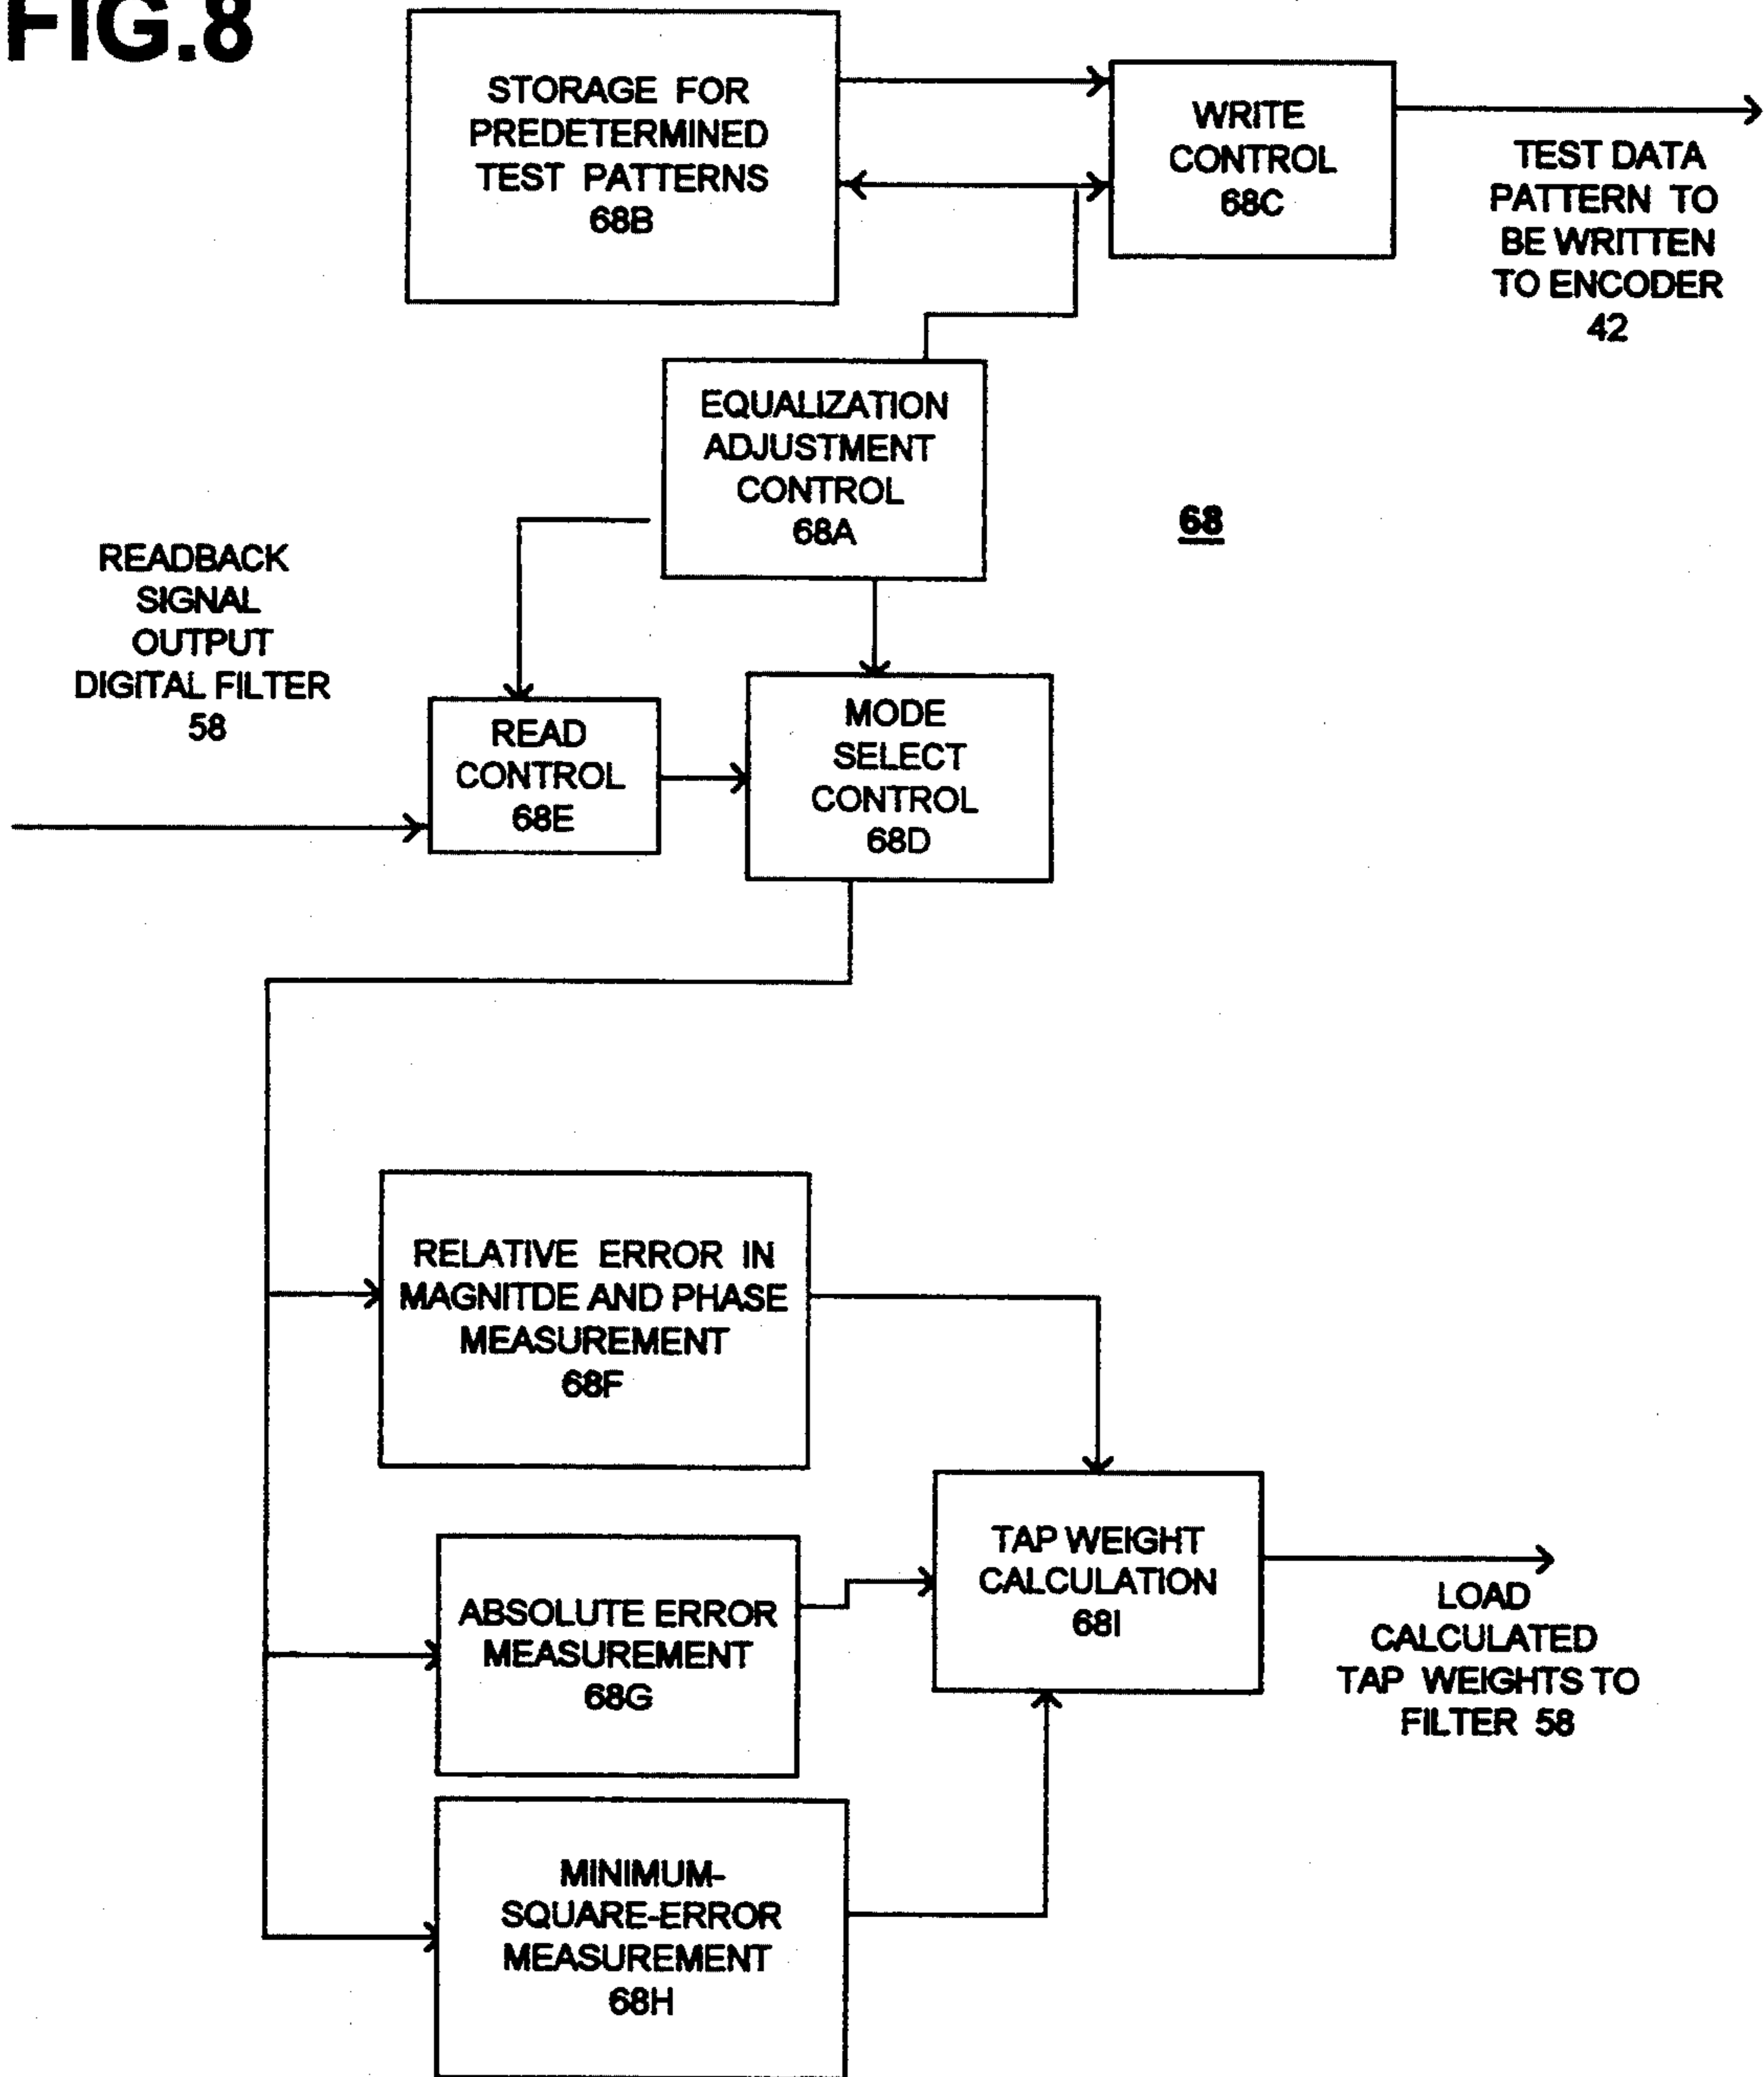 FIG.8
STORAGE FOR
PREDETERMINED
TEST PATTERNS
68B
WRITE
CONTROL
68C
TEST DATA
PATTERN TO
BE WRITTEN
TO ENCODER
42
EQUALIZATION
ADJUSTMENT
CONTROL
68A
68
READBACK
SIGNAL
OUTPUT
DIGITAL FILTER
58
READ
CONTROL
68E
MODE
SELECT
CONTROL
68D
RELATIVE ERROR IN
MAGNITDE AND PHASE
MEASUREMENT
68F
TAP WEIGHT
CALCULATION
68I
LOAD
CALCULATED
TAP WEIGHTS TO
FILTER 58
ABSOLUTE ERROR
MEASUREMENT
68G
MINIMUM-
SQUARE-ERROR
MEASUREMENT
68H